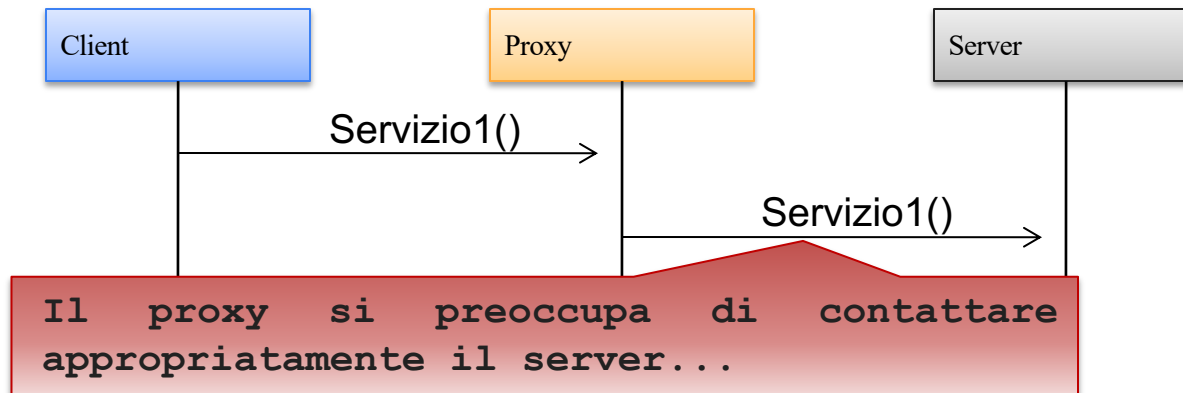 Client
Proxy
Server
Servizio1()
Servizio1()
Il proxy si preoccupa di contattare
appropriatamente il server...